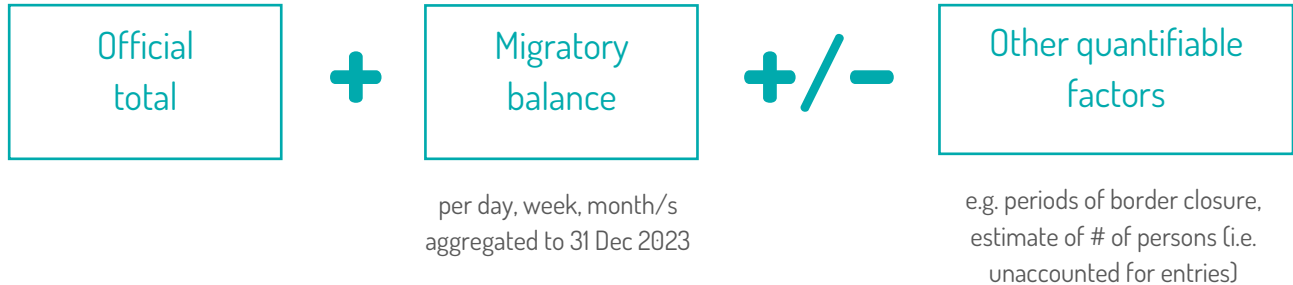 Official
total
+
Migratory
balance
+/-
Other quantifiable
factors
per day, week, month/s
aggregated to 31 Dec 2023
e.g. periods of border closure,
estimate of # of persons (i.e.
unaccounted for entries)